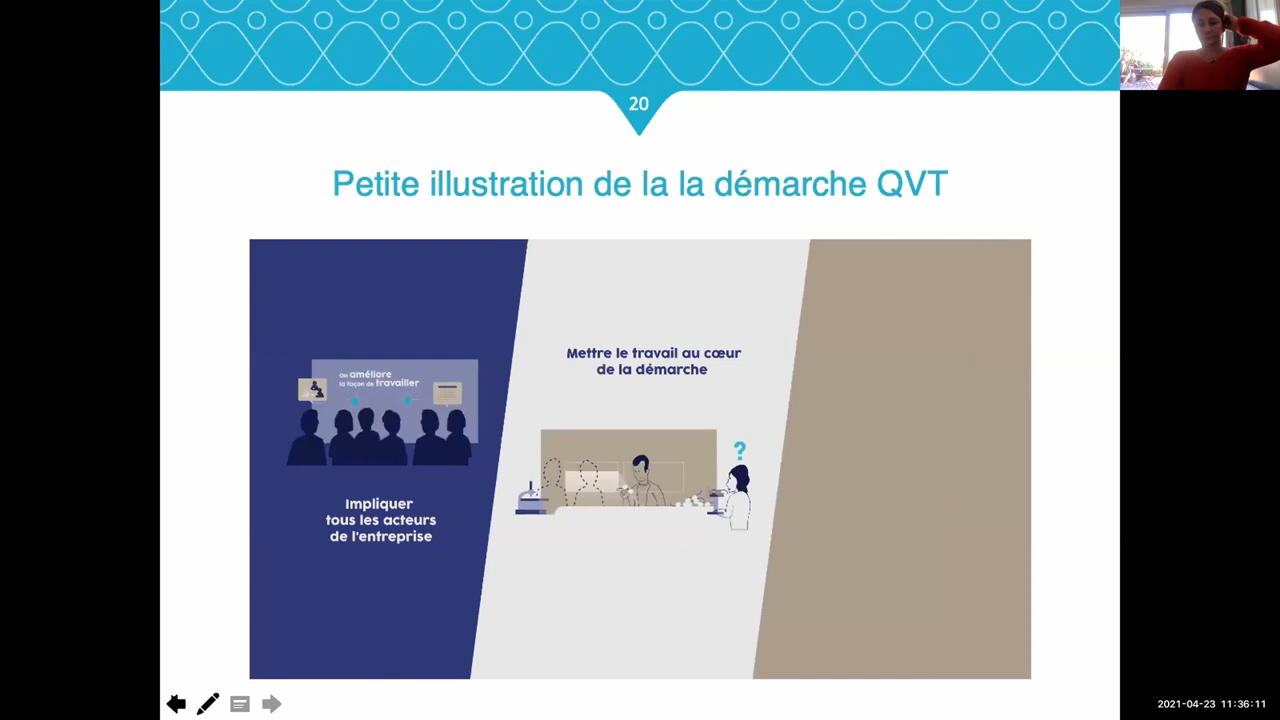 20
Petite illustration de la la démarche QVT
On améliore
la façon de travailler
Impliquer
tous les acteurs
de l'entreprise
Mettre le travail au cœur
de la démarche
?
2021-04-23 11:36:11